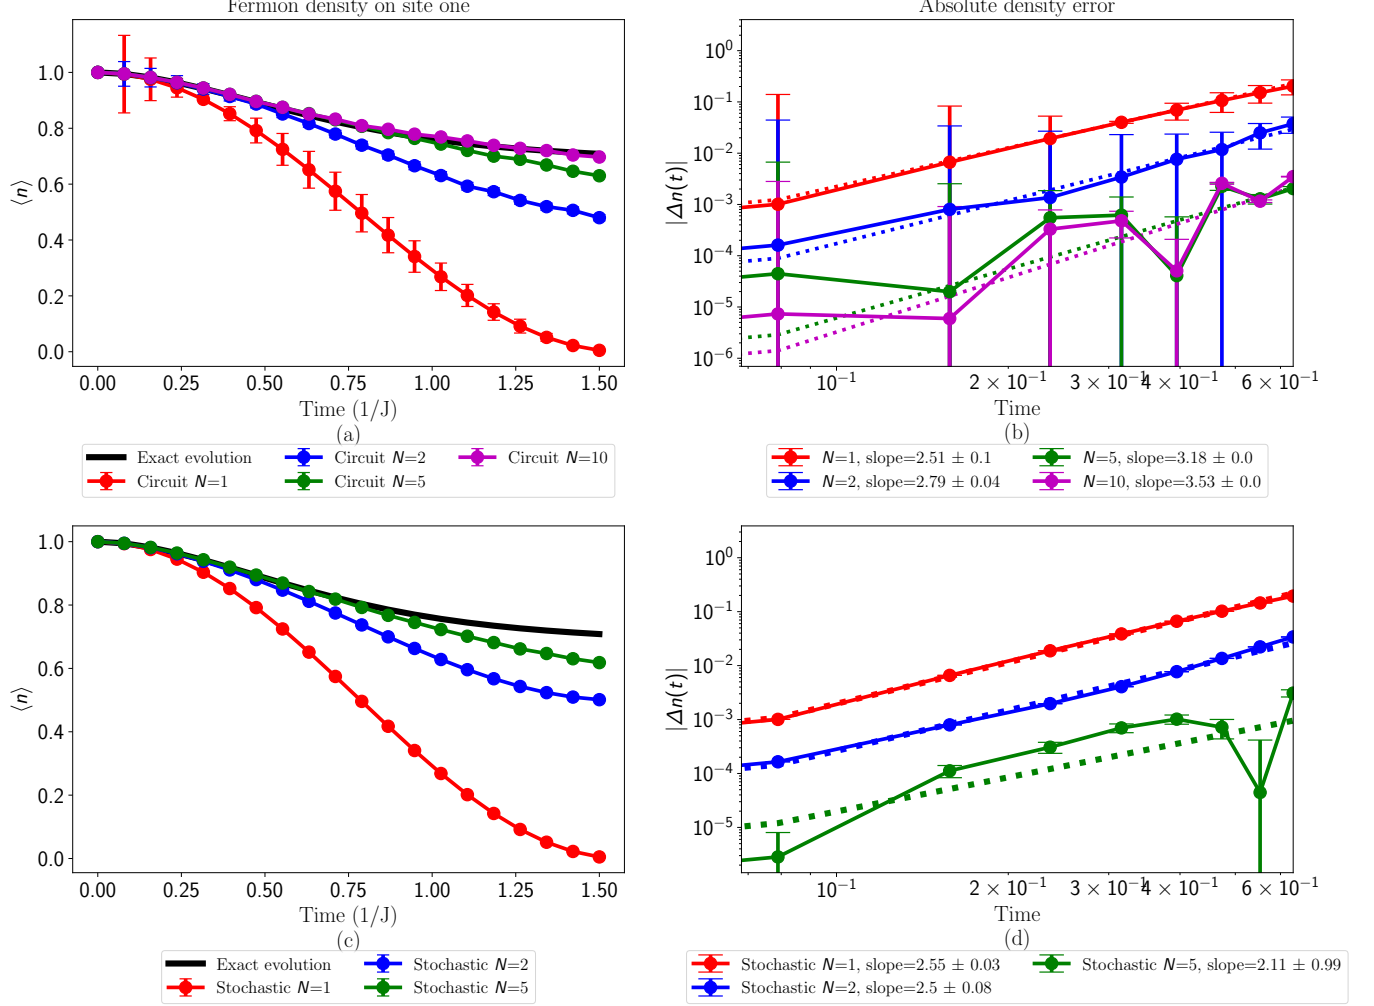 Fermion density on site one
Absolute density error
1.0
0.8
0.6
0.4
0.2
0.0
⟨n⟩
0.00 0.25 0.50 0.75 1.00 1.25 1.50
Time (1/J)
(a)
10⁰
10⁻¹
10⁻²
10⁻³
10⁻⁴
10⁻⁵
10⁻⁶
|Δn(t)|
10⁻¹ 2 × 10⁻¹ 3 × 10⁻¹ 4 × 10⁻¹ 6 × 10⁻¹
Time
(b)
Exact evolution
Circuit N=1
Circuit N=2
Circuit N=5
Circuit N=10
N=1, slope=2.51 ± 0.1
N=2, slope=2.79 ± 0.04
N=5, slope=3.18 ± 0.0
N=10, slope=3.53 ± 0.0
1.0
0.8
0.6
0.4
0.2
0.0
⟨n⟩
0.00 0.25 0.50 0.75 1.00 1.25 1.50
Time (1/J)
(c)
10⁰
10⁻¹
10⁻²
10⁻³
10⁻⁴
10⁻⁵
|Δn(t)|
10⁻¹ 2 × 10⁻¹ 3 × 10⁻¹ 4 × 10⁻¹ 6 × 10⁻¹
Time
(d)
Exact evolution
Stochastic N=1
Stochastic N=2
Stochastic N=5
Stochastic N=1, slope=2.55 ± 0.03
Stochastic N=2, slope=2.5 ± 0.08
Stochastic N=5, slope=2.11 ± 0.99